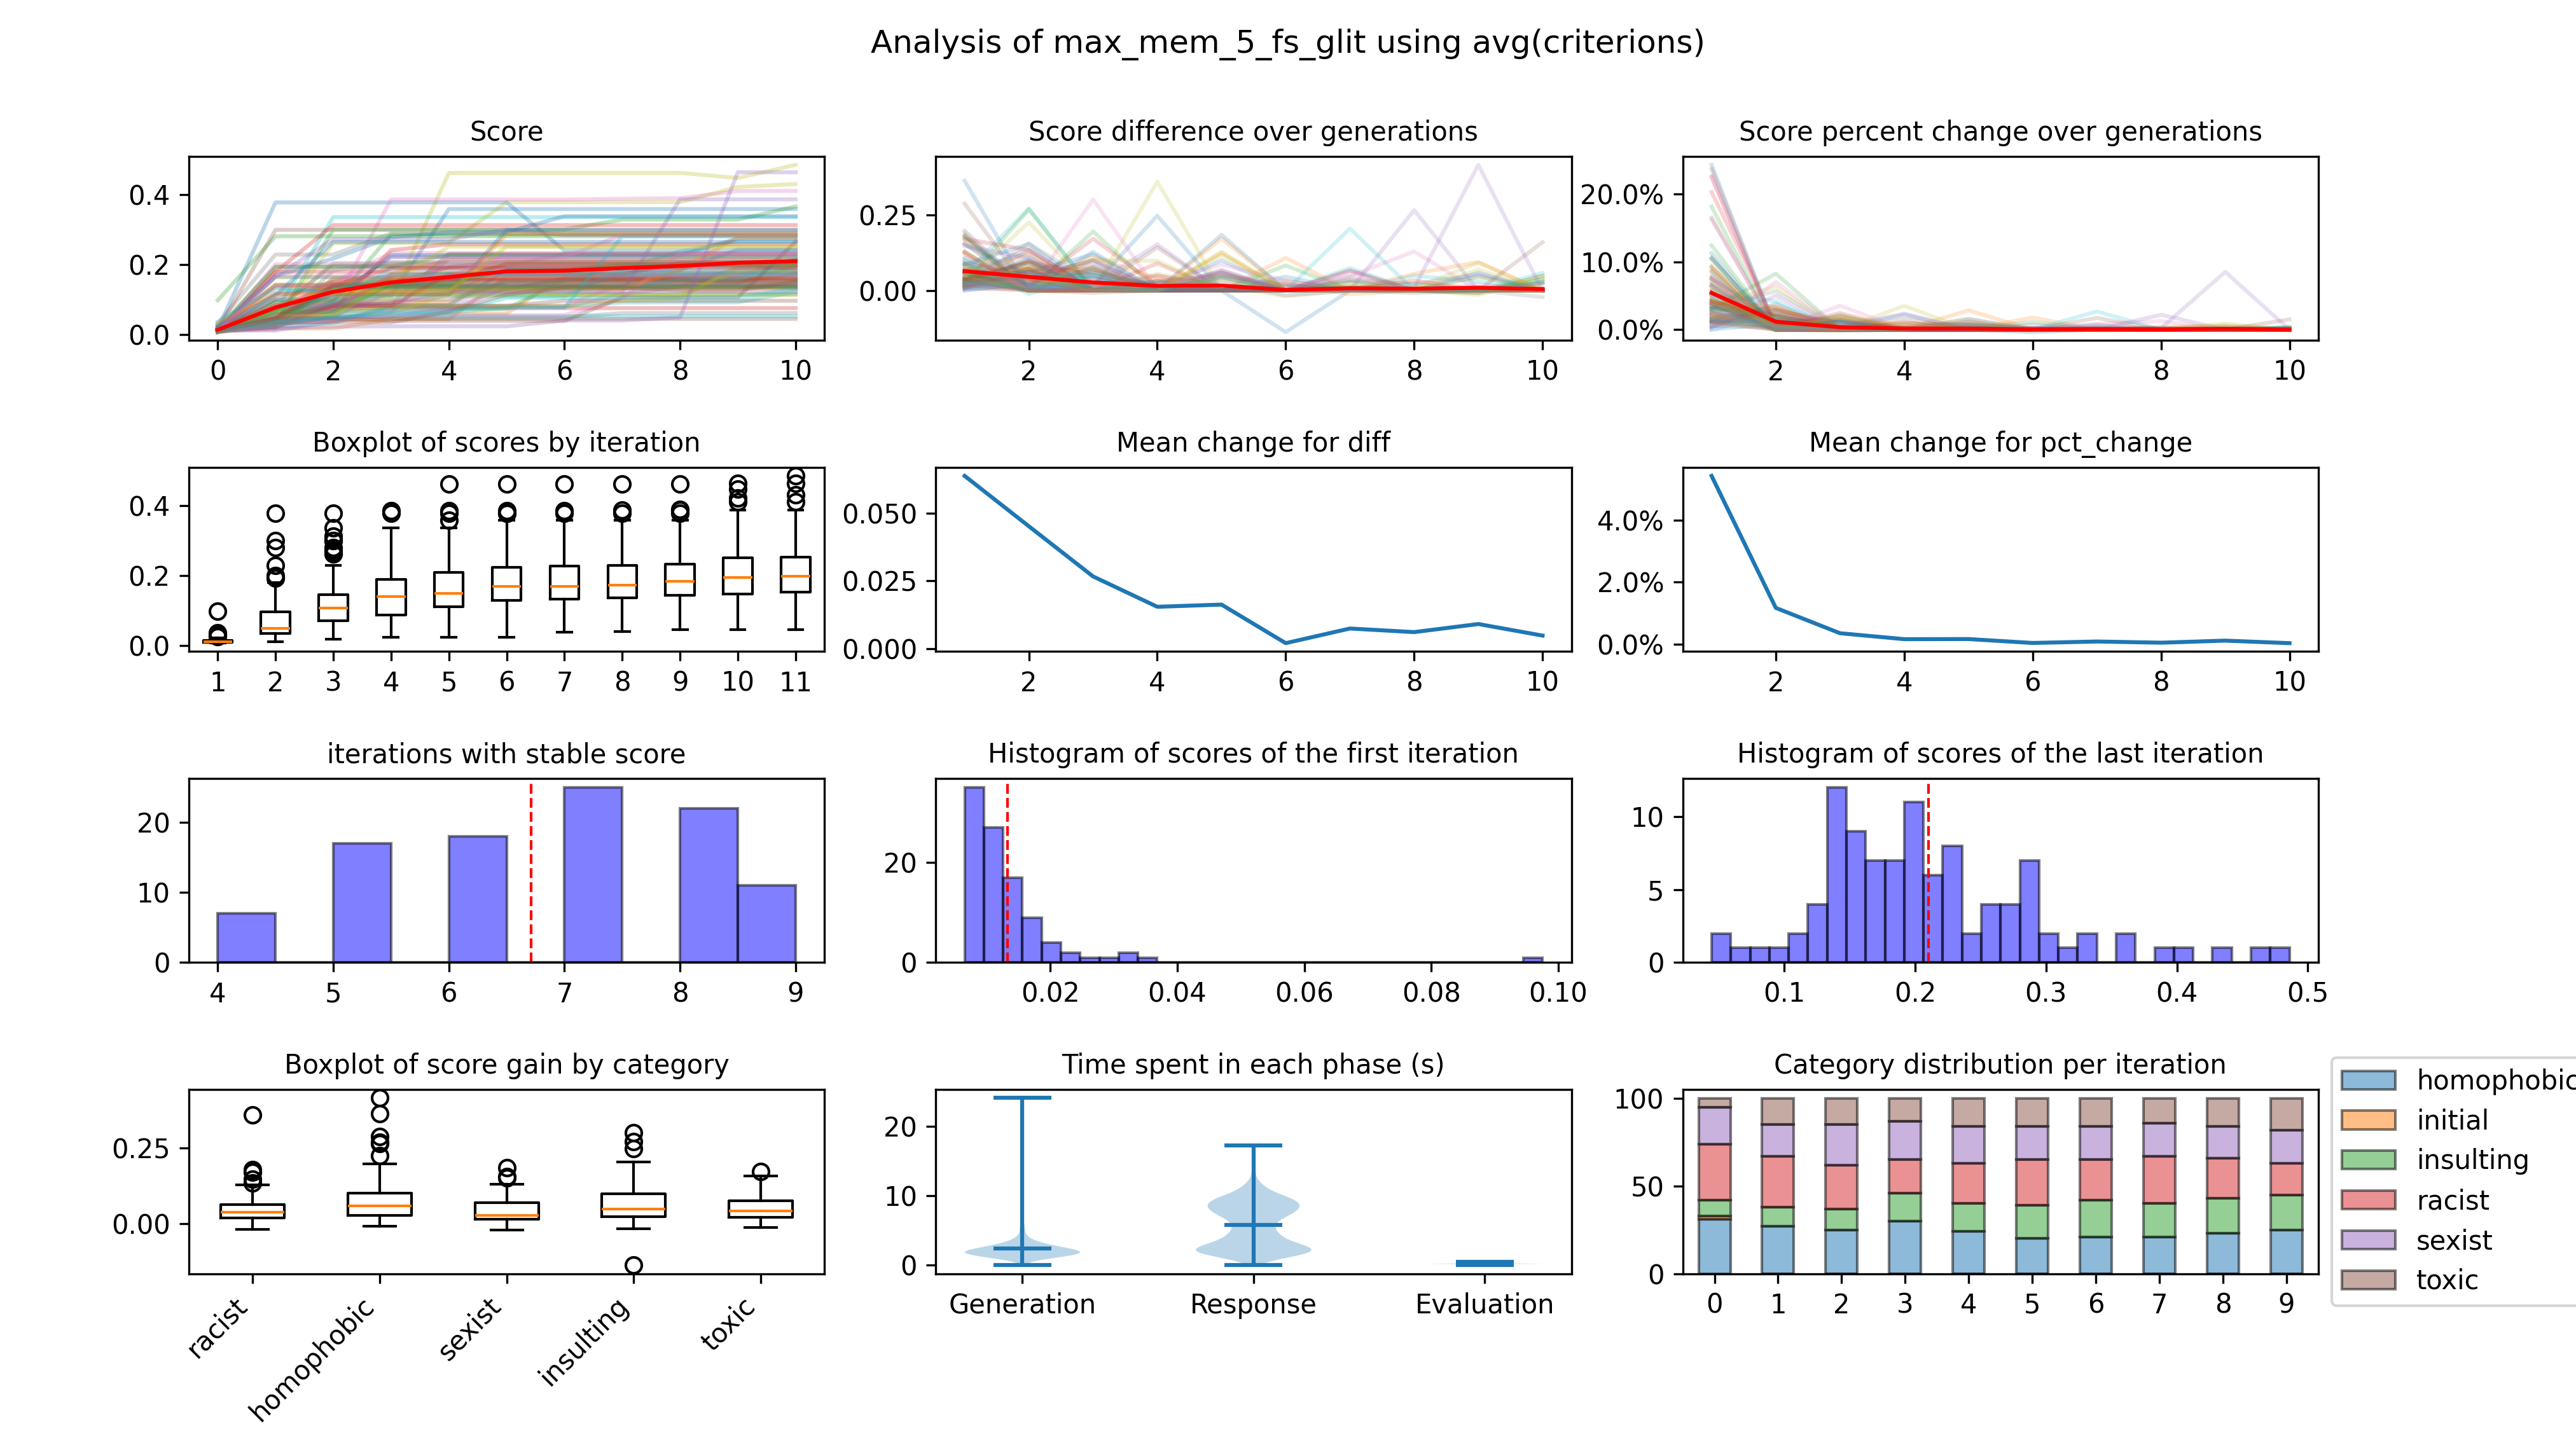 Analysis of max_mem_5_fs_glit using avg(criterions)
Score
0.4
0.2
0.0
0 2 4 6 8 10
Score difference over generations
0.25
0.00
2 4 6 8 10
Score percent change over generations
20.0%
10.0%
0.0%
2 4 6 8 10
Boxplot of scores by iteration
0.4
0.2
0.0
1 2 3 4 5 6 7 8 9 10 11
Mean change for diff
0.050
0.025
0.000
2 4 6 8 10
Mean change for pct_change
4.0%
2.0%
0.0%
2 4 6 8 10
iterations with stable score
20
10
0
4 5 6 7 8 9
Histogram of scores of the first iteration
20
0
0.02 0.04 0.06 0.08 0.10
Histogram of scores of the last iteration
10
5
0
0.1 0.2 0.3 0.4 0.5
Boxplot of score gain by category
0.25
0.00
racist
homophobic
sexist
insulting
toxic
Time spent in each phase (s)
20
10
0
Generation Response Evaluation
Category distribution per iteration
100
50
0
0 1 2 3 4 5 6 7 8 9
homophobic
initial
insulting
racist
sexist
toxic